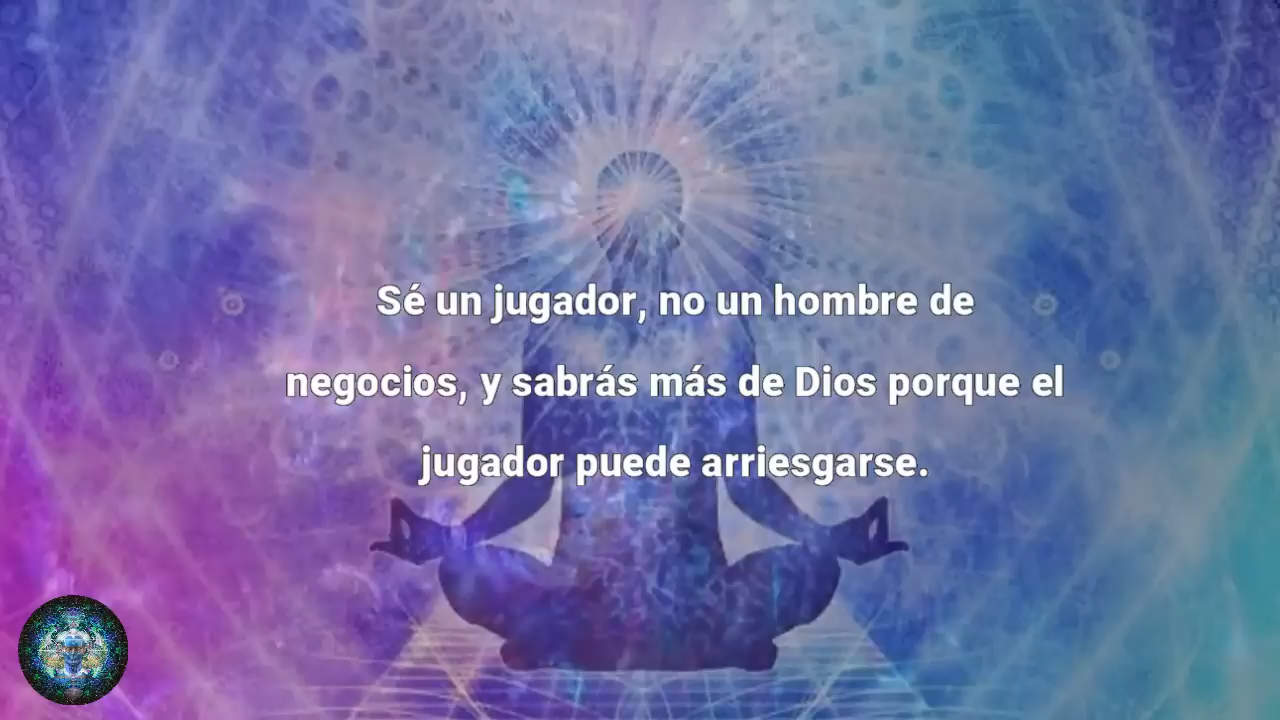 Sé un jugador, no un hombre de
negocios, y sabrás más de Dios porque el
jugador puede arriesgarse.